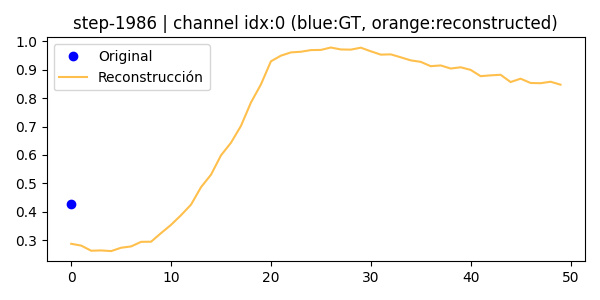 step-1986 | channel idx:0 (blue:GT, orange:reconstructed)
Original
Reconstrucción
1.0
0.9
0.8
0.7
0.6
0.5
0.4
0.3
0 10 20 30 40 50